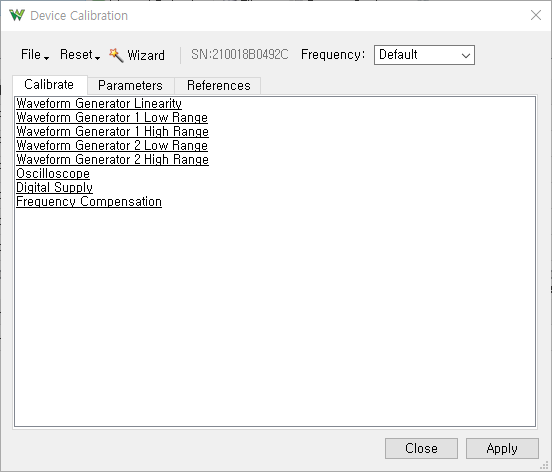 Device Calibration
File Reset Wizard SN:210018B0492C Frequency: Default
Calibrate Parameters References
Waveform Generator Linearity
Waveform Generator 1 Low Range
Waveform Generator 1 High Range
Waveform Generator 2 Low Range
Waveform Generator 2 High Range
Oscilloscope
Digital Supply
Frequency Compensation
Close Apply